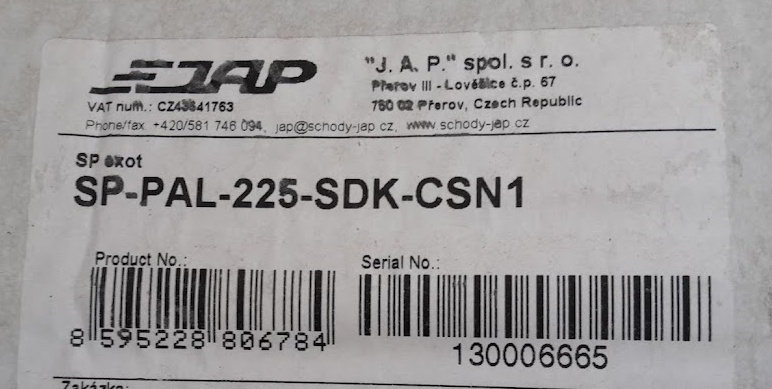 JAP
"J. A. P." spol. s r. o.
Přerov III - Lověšice č.p. 67
VAT num.: CZ43541763
750 02 Přerov, Czech Republic
Phone/fax: +420/581 746 094, jap@schody-jap.cz, www.schody-jap.cz
SP exot
SP-PAL-225-SDK-CSN1
Product No.:
Serial No.:
8 595228 806784
130006665
Zakázka: